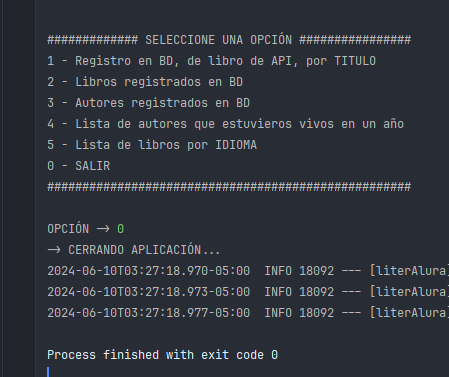 ############# SELECCIONE UNA OPCIÓN ################
1 - Registro en BD, de libro de API, por TITULO
2 - Libros registrados en BD
3 - Autores registrados en BD
4 - Lista de autores que estuvieros vivos en un año
5 - Lista de libros por IDIOMA
0 - SALIR
####################################################
OPCIÓN -> 0
-> CERRANDO APLICACIÓN...
2024-06-10T03:27:18.970-05:00  INFO 18092 --- [literAlura]
2024-06-10T03:27:18.973-05:00  INFO 18092 --- [literAlura]
2024-06-10T03:27:18.977-05:00  INFO 18092 --- [literAlura]
Process finished with exit code 0